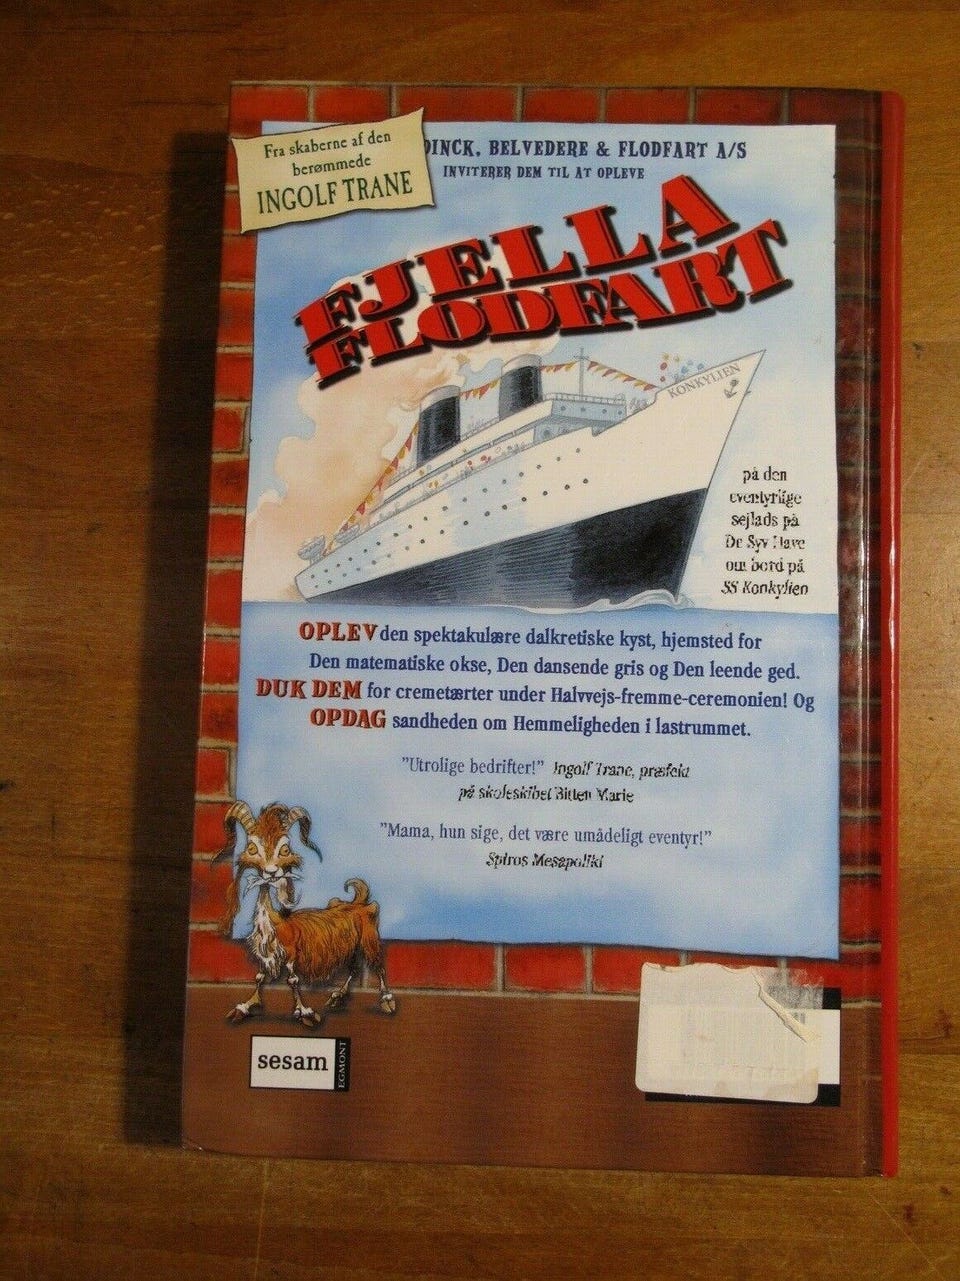 Fra skaberne af den
berømmede
INGOLF TRANE
DINCK, BELVEDERE & FLODFART A/S
INVITERER DEM TIL AT OPLEVE
FJELLA
FLODFART
KONKYLIEN
på den
eventyrlige
sejlads på
De Syv Have
om bord på
SS Konkylien
OPLEV den spektakulære dalkretiske kyst, hjemsted for
Den matematiske okse, Den dansende gris og Den leende ged.
DUK DEM for cremetærter under Halvvejs-fremme-ceremonien! Og
OPDAG sandheden om Hemmeligheden i lastrummet.
"Utrolige bedrifter!" Ingolf Trane, præfekt
på skoleskibet Bitten Marie
"Mama, hun sige, det være umådeligt eventyr!"
Spiros Mesapoliki
sesam
EGMONT